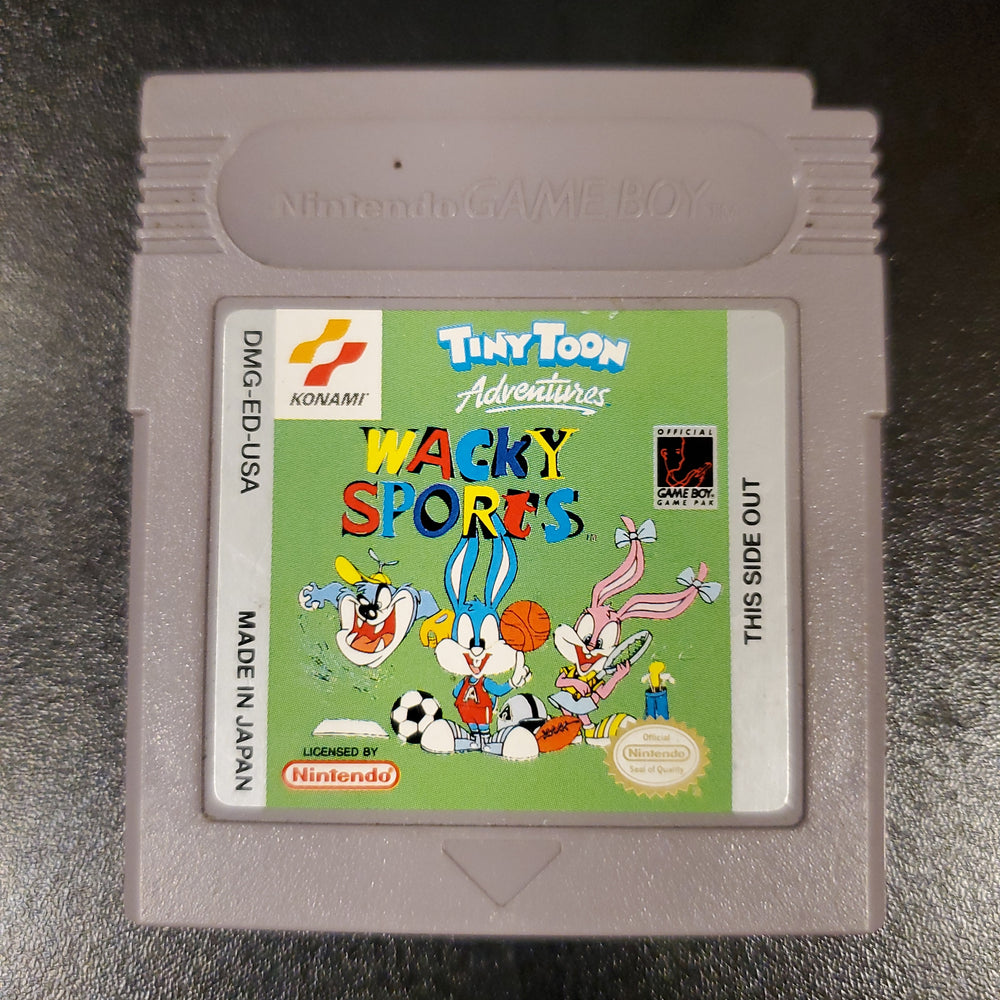 Nintendo GAME BOY TM
DMG-ED-USA
MADE IN JAPAN
KONAMI
TINY TOON
Adventures
WACKY
SPORTS TM
OFFICIAL
GAME BOY
GAME PAK
THIS SIDE OUT
A
LICENSED BY
Nintendo
Official
Nintendo
Seal of Quality